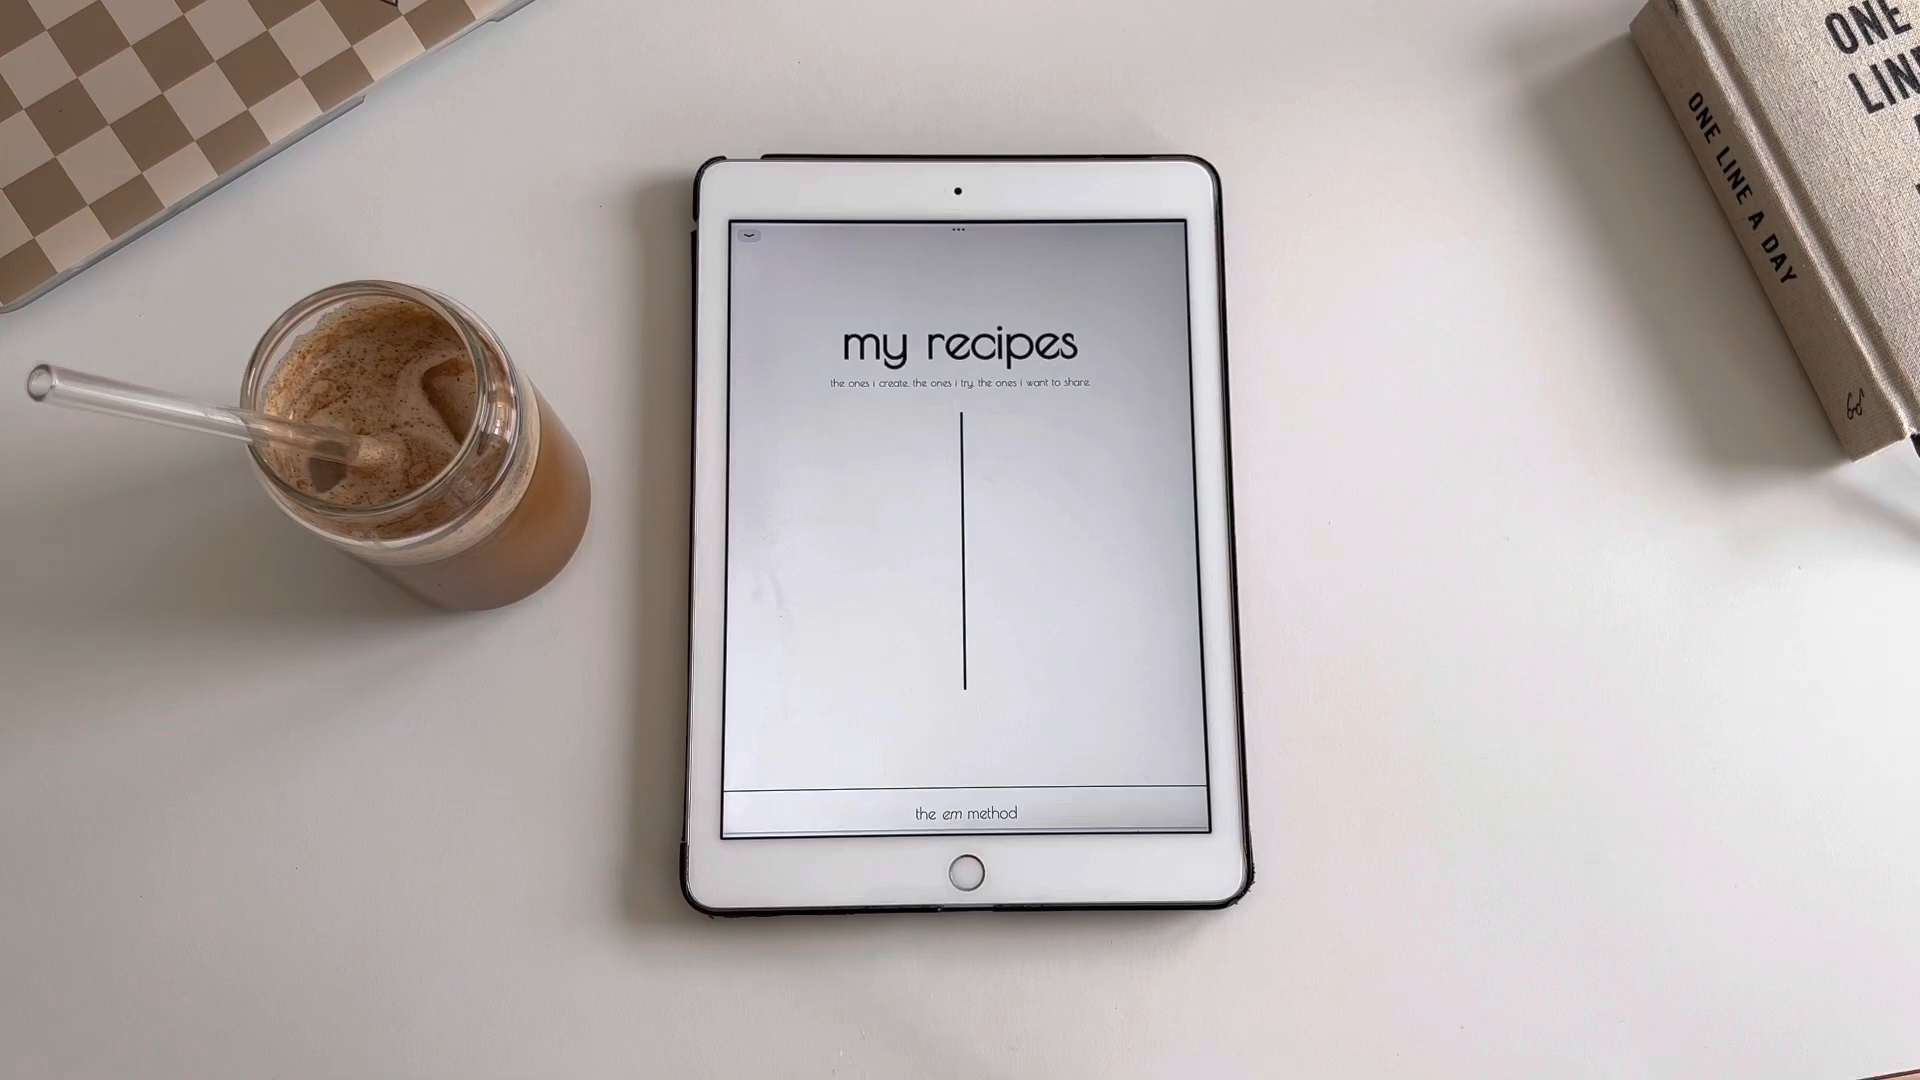 my recipes
the ones i create. the ones i try. the ones i want to share.
the em method
ONE LINE A DAY
ONE
LINE